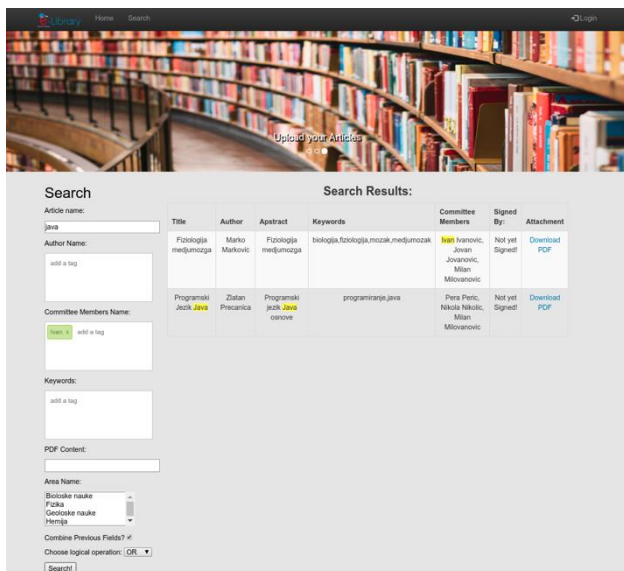 e-Library Home Search Login
Upload your Articles
Search
Article name:
java
Author Name:
add a tag
Committee Members Name:
Ivan x add a tag
Keywords:
add a tag
PDF Content:
Area Name:
Bioloske nauke
Fizika
Geoloske nauke
Hemija
Combine Previous Fields?
Choose logical operation: OR
Search!
Search Results:
Title Author Apstract Keywords Committee Members Signed By: Attachment
Fiziologija medjumozga Marko Markovic Fiziologija medjumozga biologija,fiziologija,mozak,medjumozak Ivan Ivanovic, Jovan Jovanovic, Milan Milovanovic Not yet Signed! Download PDF
Programski Jezik Java Zlatan Precanica Programski jezik Java osnove programiranje,java Pera Peric, Nikola Nikolic, Milan Milovanovic Not yet Signed! Download PDF